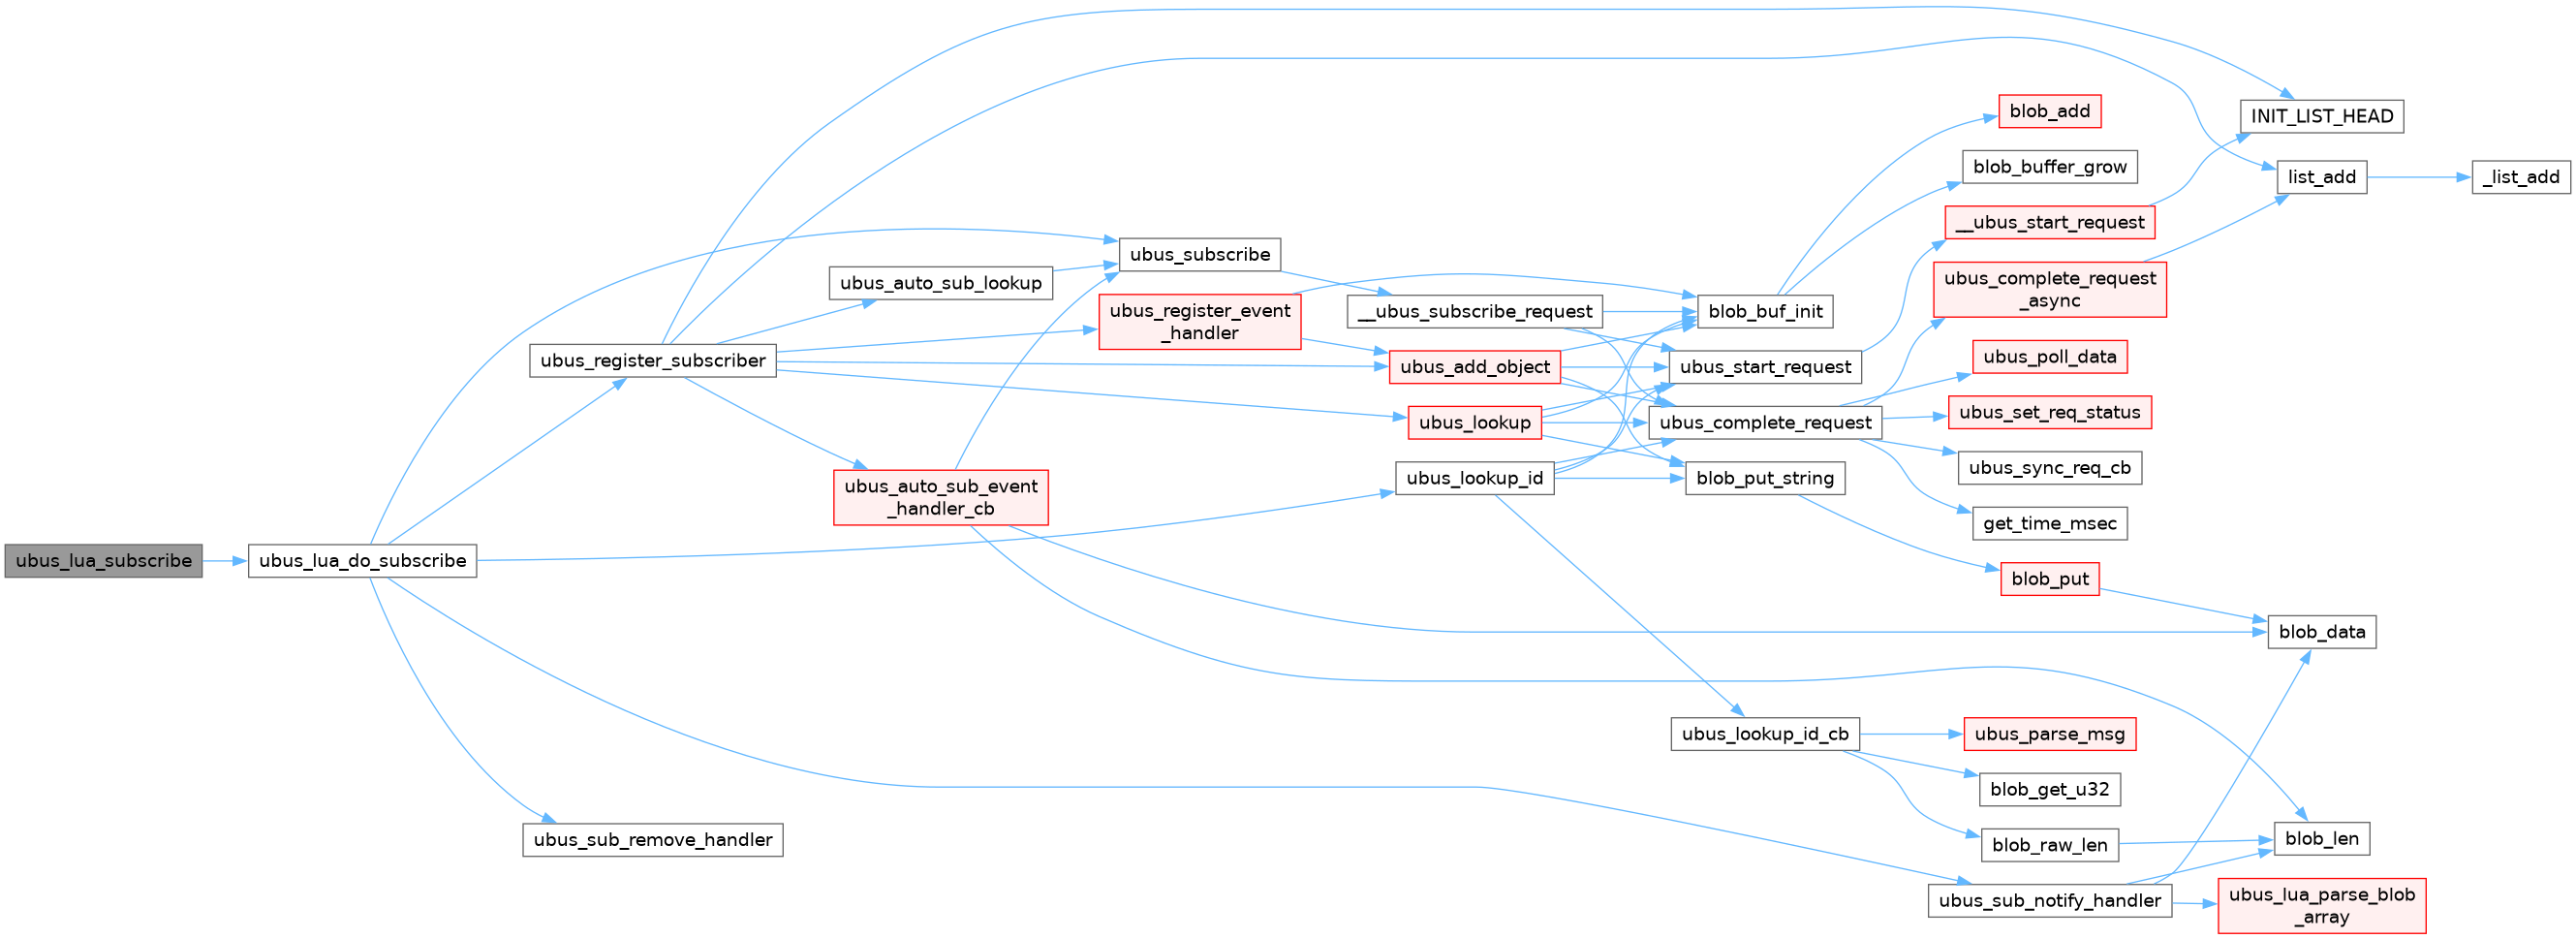 blob_add
INIT_LIST_HEAD
blob_buffer_grow
list_add
_list_add
__ubus_start_request
ubus_subscribe
ubus_auto_sub_lookup
ubus_complete_request
_async
ubus_register_event
_handler
__ubus_subscribe_request
blob_buf_init
ubus_register_subscriber
ubus_add_object
ubus_start_request
ubus_poll_data
ubus_lookup
ubus_complete_request
ubus_set_req_status
ubus_sync_req_cb
ubus_auto_sub_event
_handler_cb
ubus_lookup_id
blob_put_string
get_time_msec
ubus_lua_subscribe
ubus_lua_do_subscribe
blob_put
blob_data
ubus_lookup_id_cb
ubus_parse_msg
blob_get_u32
ubus_sub_remove_handler
blob_raw_len
blob_len
ubus_sub_notify_handler
ubus_lua_parse_blob
_array